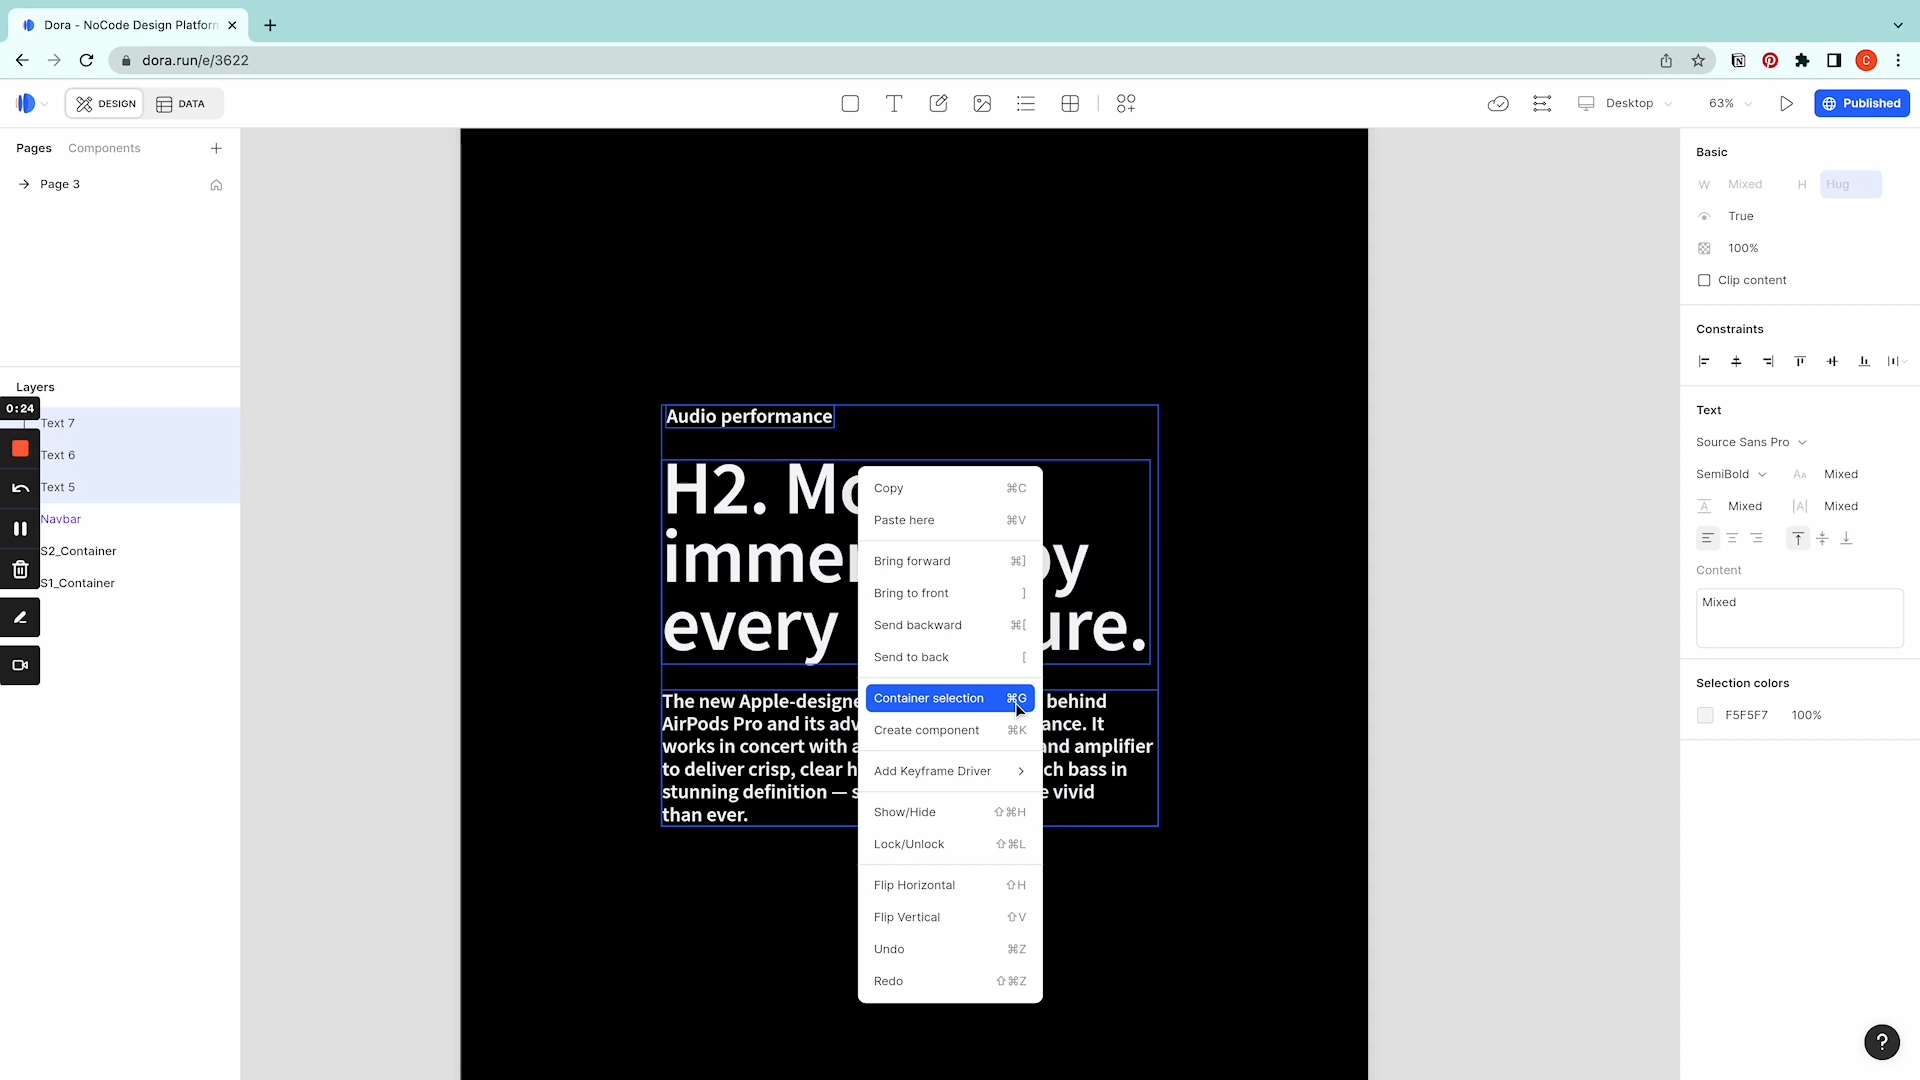 Dora - NoCode Design Platform
dora.run/e/3622
C
DESIGN
DATA
Desktop
63%
Published
Pages
Components
Page 3
Layers
0:24
Text 7
Text 6
Text 5
Navbar
S2_Container
S1_Container
Audio performance
H2. Mo
immer
by
every
ure.
The new Apple-designe
behind
AirPods Pro and its adv
ance. It
works in concert with a
and amplifier
to deliver crisp, clear h
ch bass in
stunning definition — s
e vivid
than ever.
Copy ⌘C
Paste here ⌘V
Bring forward ⌘]
Bring to front ]
Send backward ⌘[
Send to back [
Container selection ⌘G
Create component ⌘K
Add Keyframe Driver
Show/Hide ⇧⌘H
Lock/Unlock ⇧⌘L
Flip Horizontal ⇧H
Flip Vertical ⇧V
Undo ⌘Z
Redo ⇧⌘Z
Basic
W Mixed H Hug
True
100%
Clip content
Constraints
Text
Source Sans Pro
SemiBold Mixed
Mixed Mixed
Content
Mixed
Selection colors
F5F5F7 100%
?